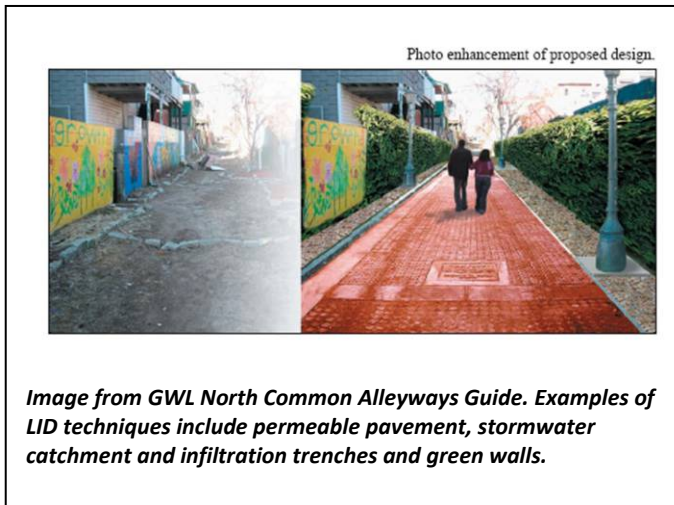 Photo enhancement of proposed design.
growth
Image from GWL North Common Alleyways Guide. Examples of
LID techniques include permeable pavement, stormwater
catchment and infiltration trenches and green walls.